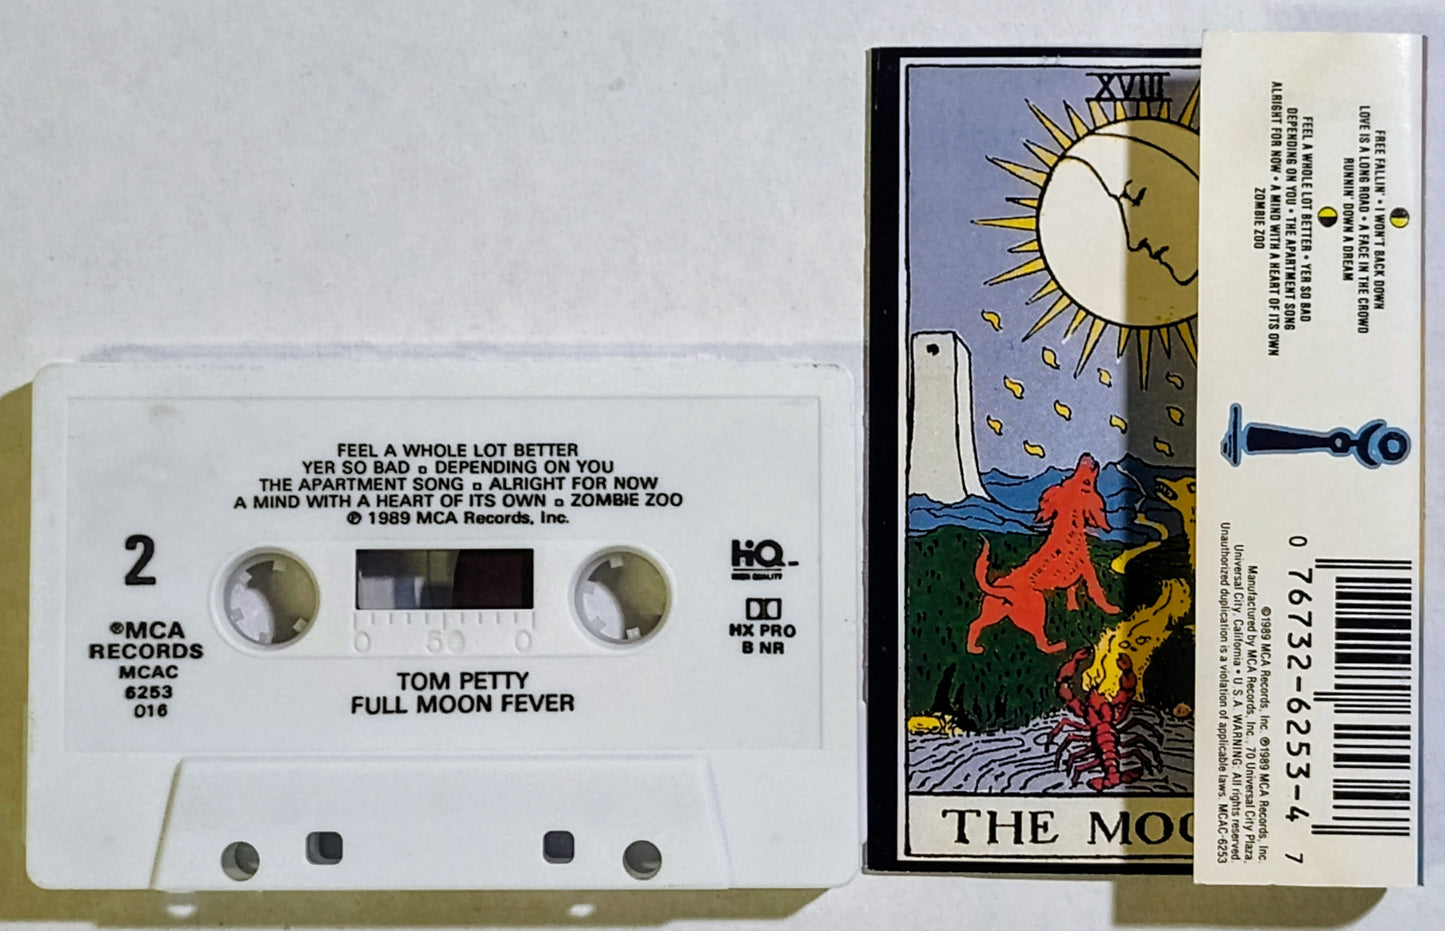 FEEL A WHOLE LOT BETTER
YER SO BAD ▫ DEPENDING ON YOU
THE APARTMENT SONG ▫ ALRIGHT FOR NOW
A MIND WITH A HEART OF ITS OWN ▫ ZOMBIE ZOO
℗ 1989 MCA Records, Inc.
2
®MCA
RECORDS
MCAC
6253
016
HiQ
HIGH QUALITY
HX PRO
B NR
0 50 0
TOM PETTY
FULL MOON FEVER
XVIII
THE MOO
FREE FALLIN' • I WON'T BACK DOWN
LOVE IS A LONG ROAD • A FACE IN THE CROWD
RUNNIN' DOWN A DREAM
FEEL A WHOLE LOT BETTER • YER SO BAD
DEPENDING ON YOU • THE APARTMENT SONG
ALRIGHT FOR NOW • A MIND WITH A HEART OF ITS OWN
ZOMBIE ZOO
0 76732-6253-4 7
©1989 MCA Records, Inc. ℗1989 MCA Records, Inc.
Manufactured by MCA Records, Inc., 70 Universal City Plaza,
Universal City, California • U.S.A. WARNING: All rights reserved.
Unauthorized duplication is a violation of applicable laws. MCAC-6253